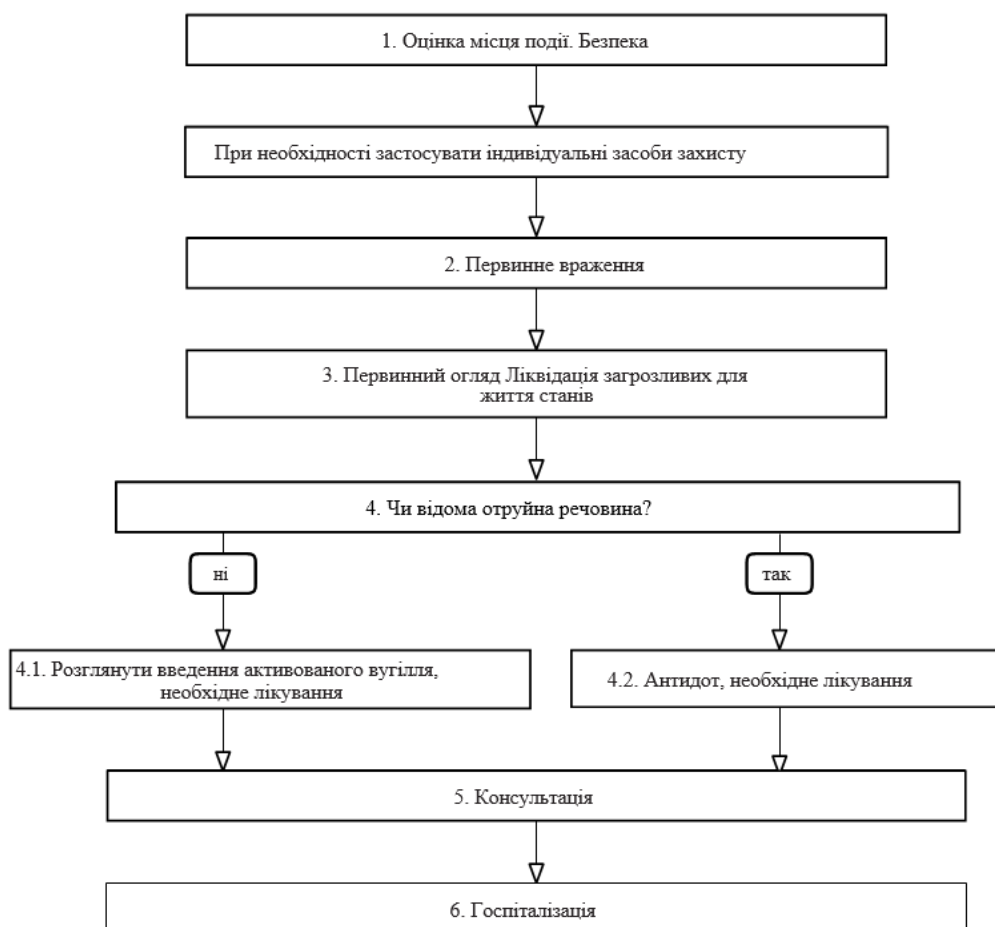 1. Оцінка місця події. Безпека
При необхідності застосувати індивідуальні засоби захисту
2. Первинне враження
3. Первинний огляд Ліквідація загрозливих для
життя станів
4. Чи відома отруйна речовина?
ні
так
4.1. Розглянути введення активованого вугілля,
необхідне лікування
4.2. Антидот, необхідне лікування
5. Консультація
6. Госпіталізація